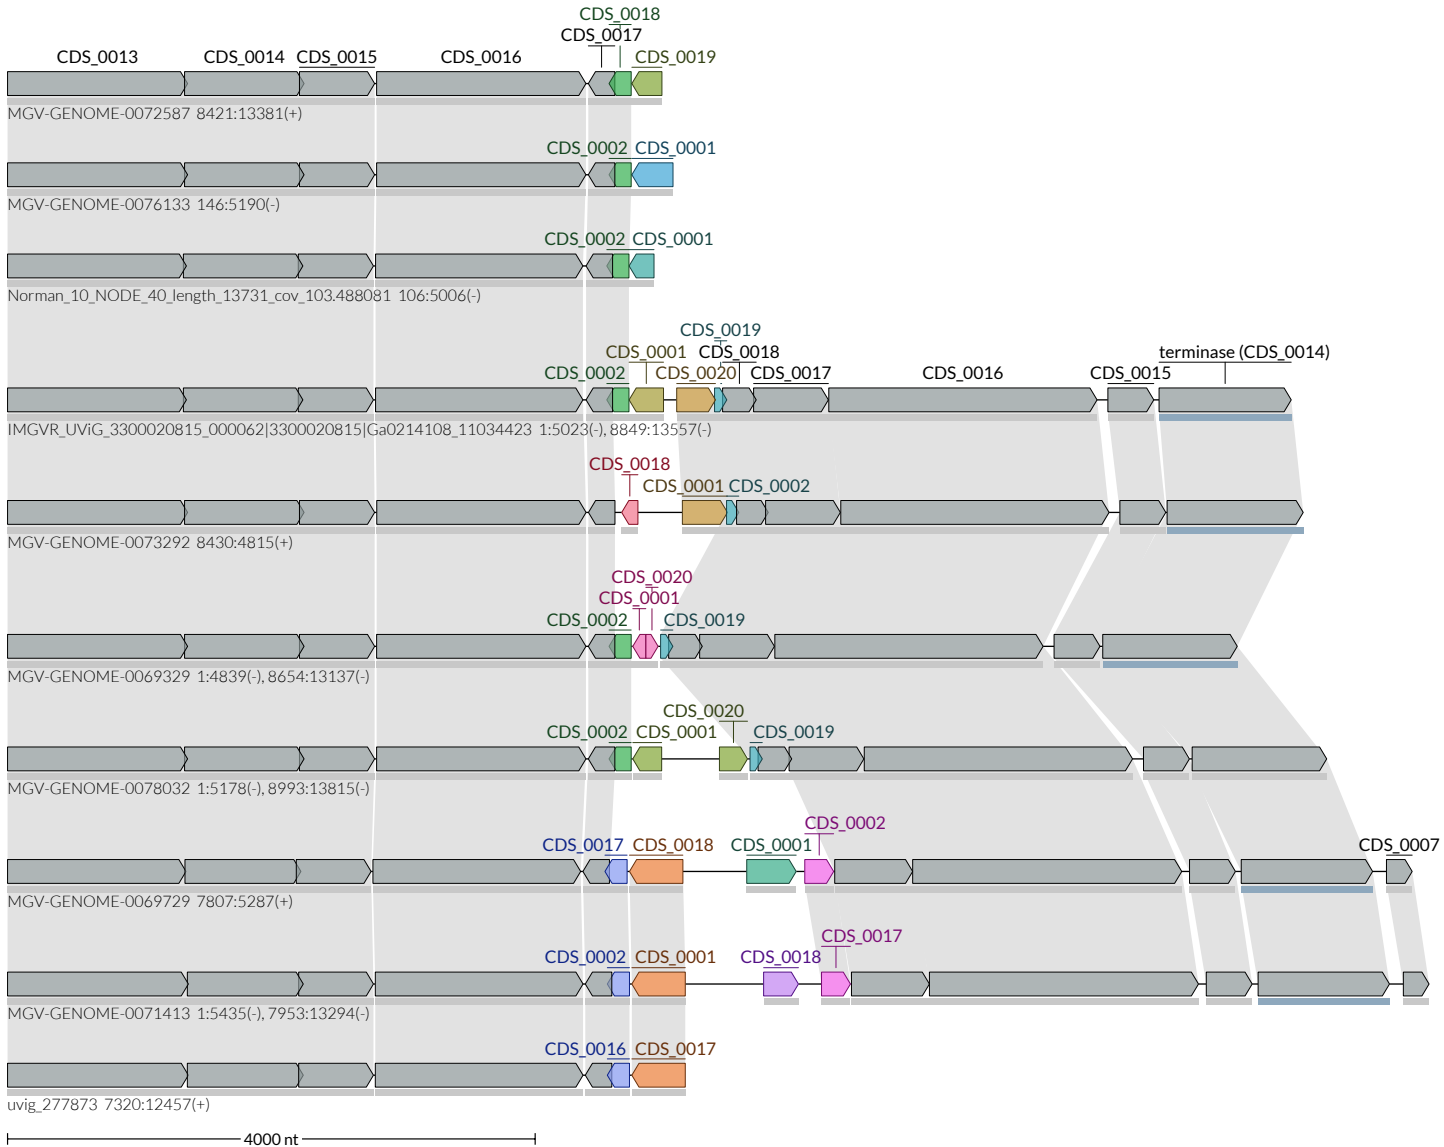 CDS_0018
CDS_0017
CDS_0013 CDS_0014 CDS_0015 CDS_0016 CDS_0019
MGV-GENOME-0072587 8421:13381(+)
CDS_0002 CDS_0001
MGV-GENOME-0076133 146:5190(-)
CDS_0002 CDS_0001
Norman_10_NODE_40_length_13731_cov_103.488081 106:5006(-)
CDS_0019
CDS_0001 CDS_0018 terminase (CDS_0014)
CDS_0002 CDS_0020 CDS_0017 CDS_0016 CDS_0015
IMGVR_UViG_3300020815_000062|3300020815|Ga0214108_11034423 1:5023(-), 8849:13557(-)
CDS_0018
CDS_0001 CDS_0002
MGV-GENOME-0073292 8430:4815(+)
CDS_0020
CDS_0001
CDS_0002 CDS_0019
MGV-GENOME-0069329 1:4839(-), 8654:13137(-)
CDS_0020
CDS_0002 CDS_0001 CDS_0019
MGV-GENOME-0078032 1:5178(-), 8993:13815(-)
CDS_0002
CDS_0017 CDS_0018 CDS_0001 CDS_0007
MGV-GENOME-0069729 7807:5287(+)
CDS_0017
CDS_0002 CDS_0001 CDS_0018
MGV-GENOME-0071413 1:5435(-), 7953:13294(-)
CDS_0016 CDS_0017
uvig_277873 7320:12457(+)
4000 nt